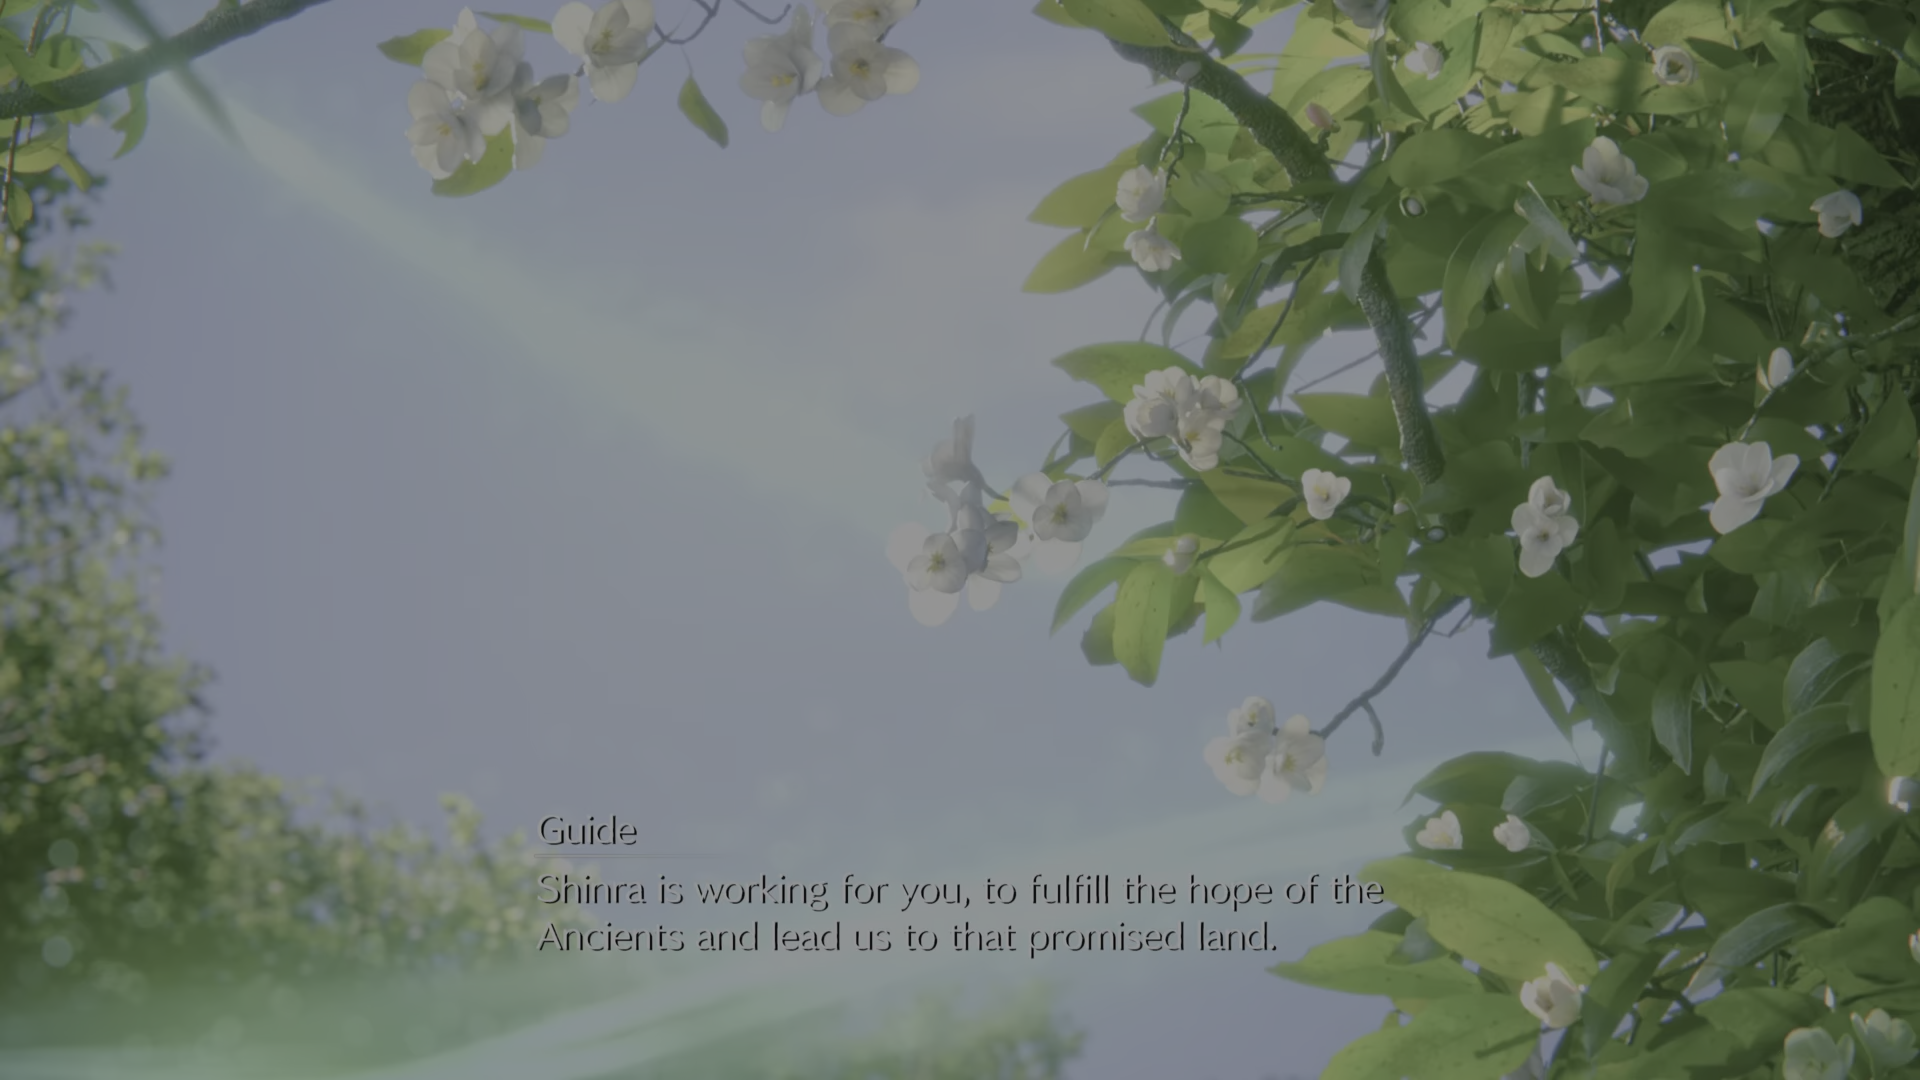 Guide
Shinra is working for you, to fulfill the hope of the
Ancients and lead us to that promised land.